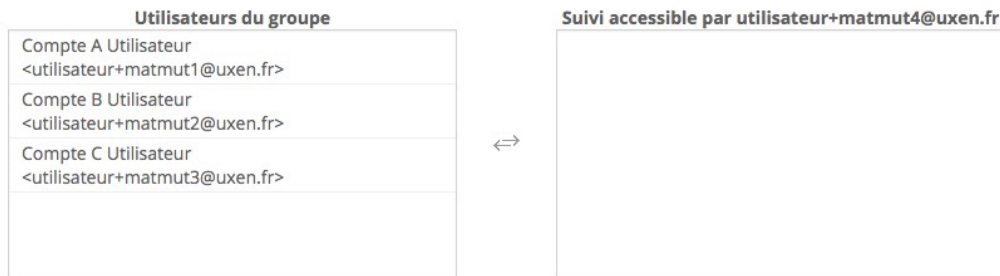 Utilisateurs du groupe
Suivi accessible par utilisateur+matmut4@uxen.fr
Compte A Utilisateur
<utilisateur+matmut1@uxen.fr>
Compte B Utilisateur
<utilisateur+matmut2@uxen.fr>
Compte C Utilisateur
<utilisateur+matmut3@uxen.fr>